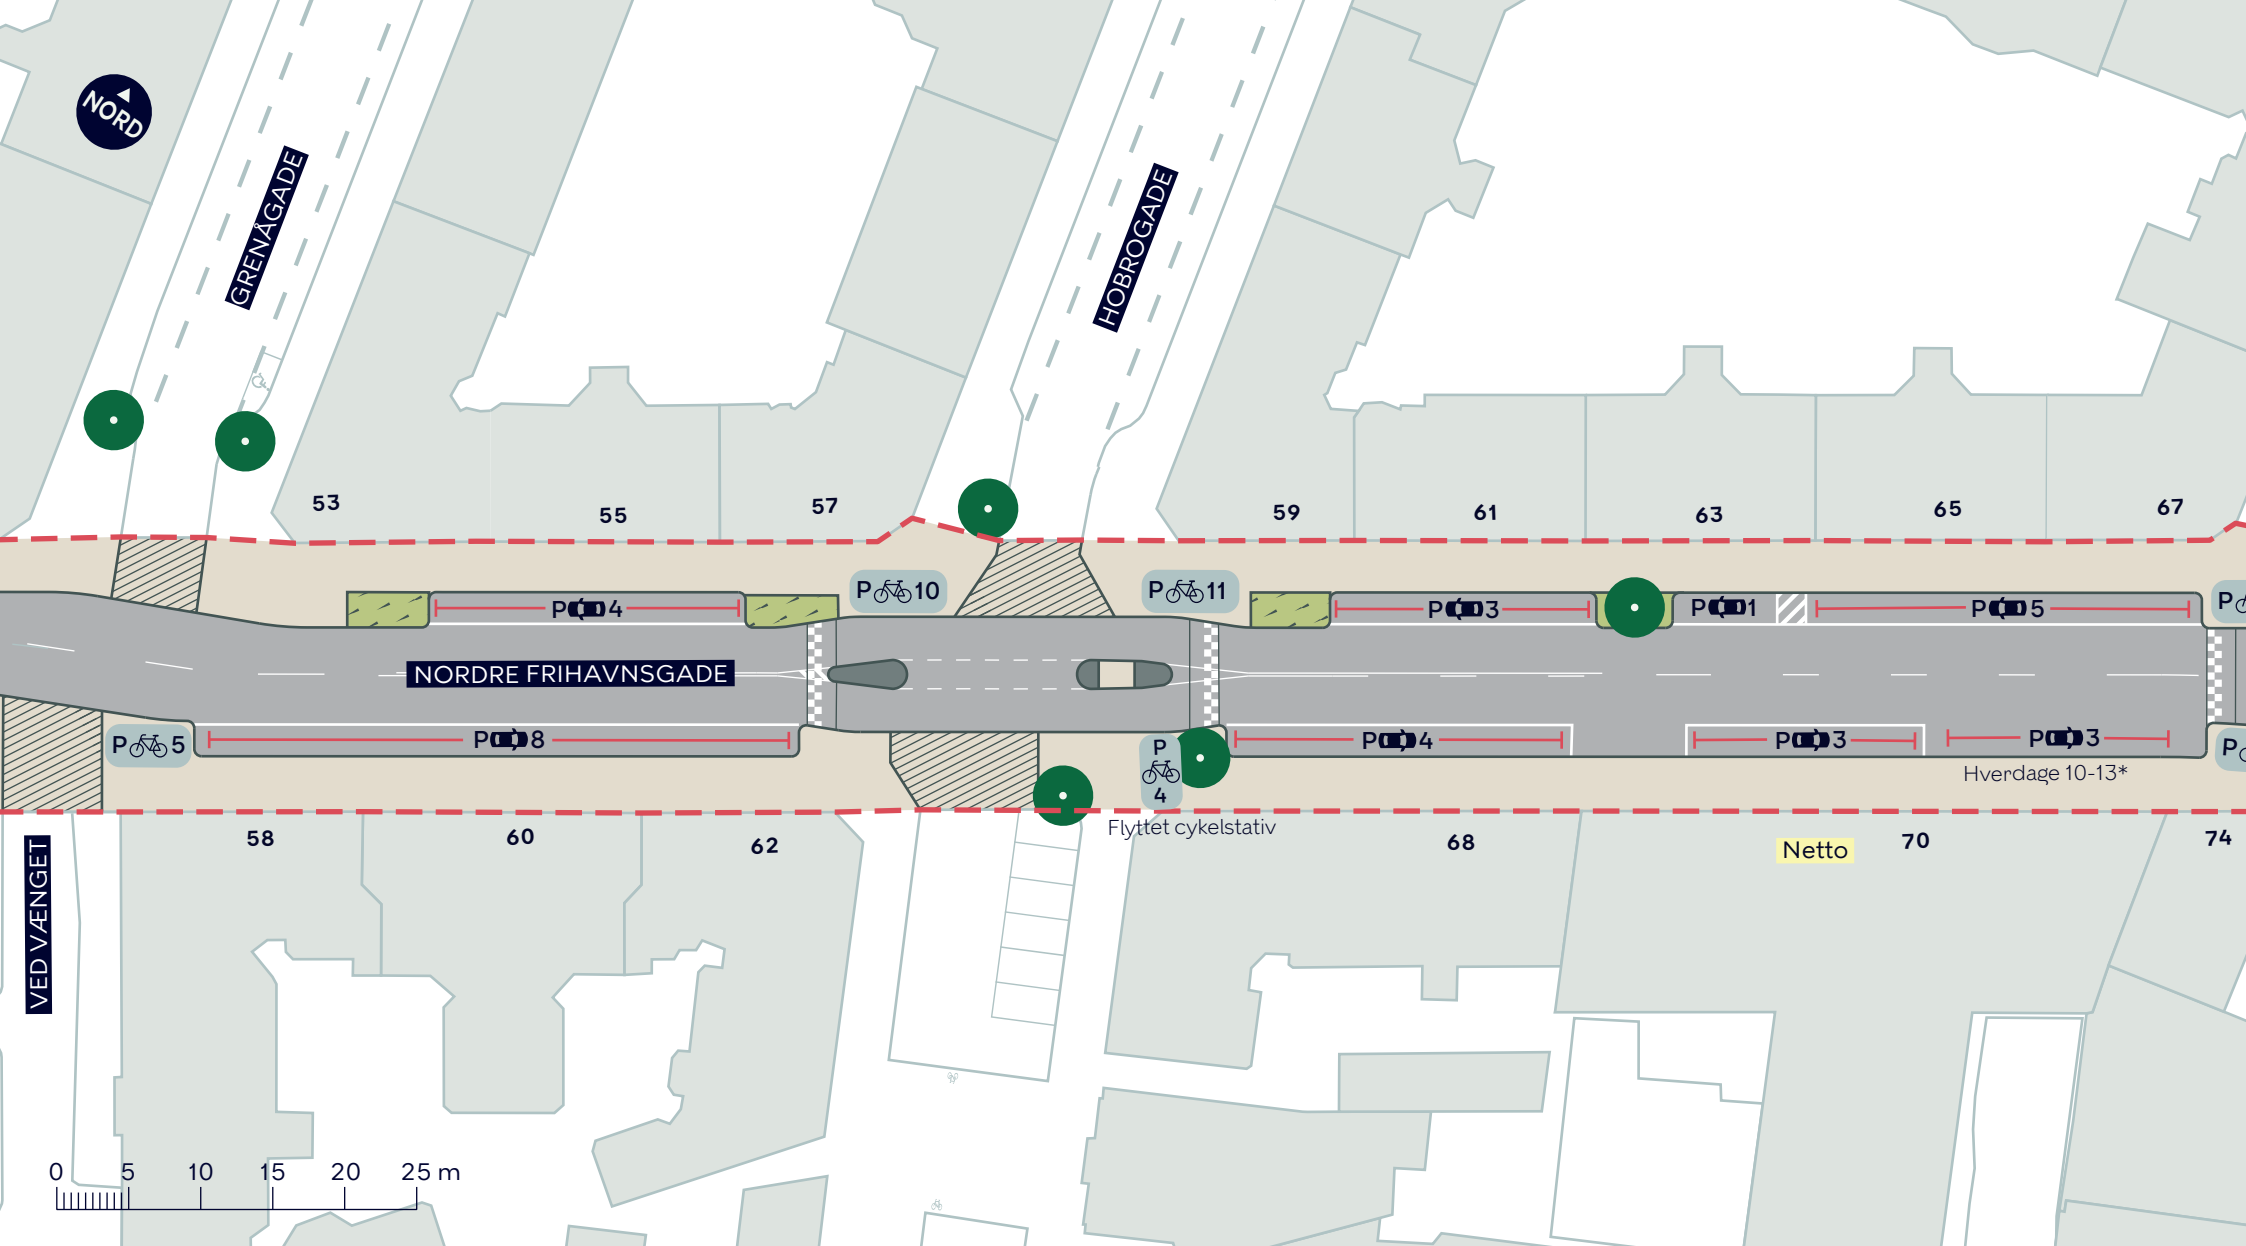 NORD
GRENÅGADE
HOBROGADE
53
55
57
59
61
63
65
67
P 10
P 11
P 4
P 3
P 1
P 5
P
NORDRE FRIHAVNSGADE
P 5
P 8
P
4
P 4
P 3
P 3
P
Hverdage 10-13*
Flyttet cykelstativ
58
60
62
68
Netto
70
74
VED VÆNGET
0 5 10 15 20 25 m